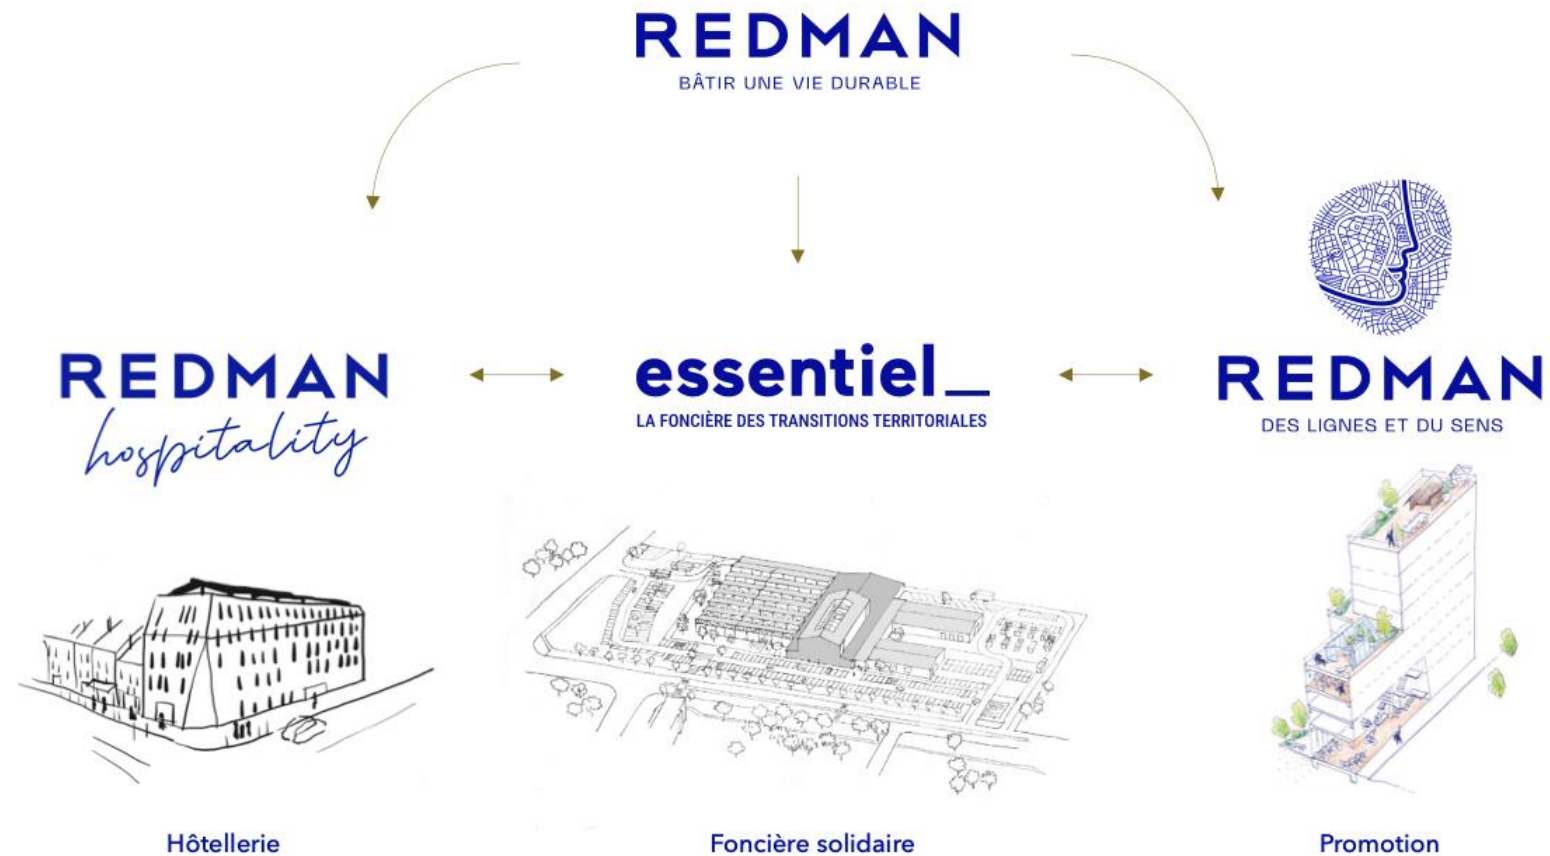 REDMAN
BÂTIR UNE VIE DURABLE
REDMAN
hospitality
essentiel_
LA FONCIÈRE DES TRANSITIONS TERRITORIALES
REDMAN
DES LIGNES ET DU SENS
Hôtellerie
Foncière solidaire
Promotion